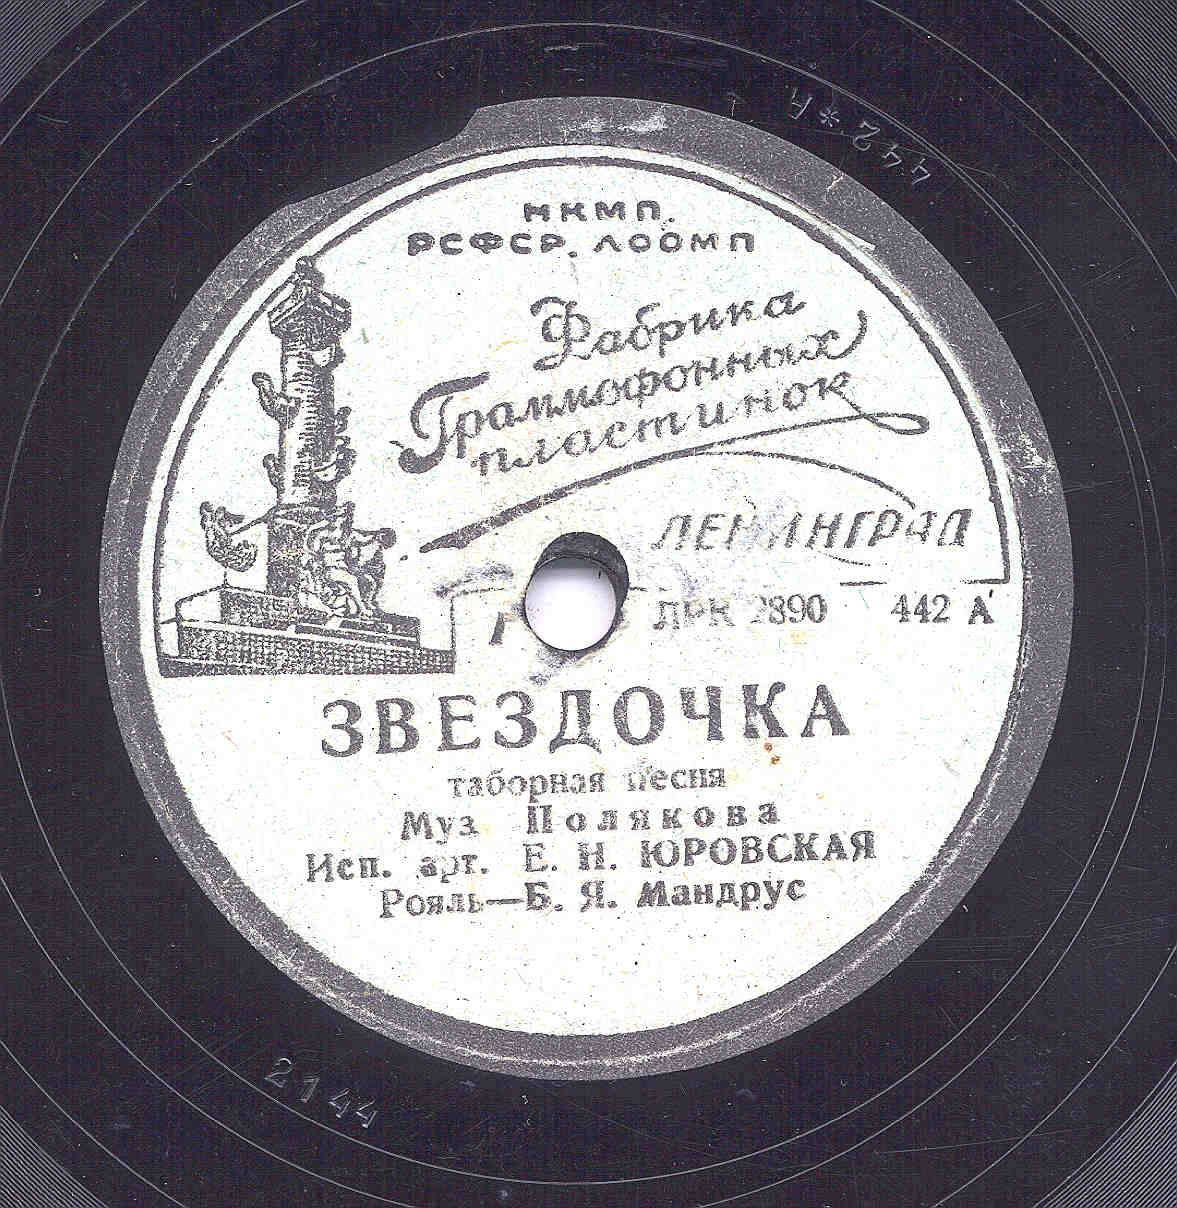 НКМП.
РСФСР. ЛООМП
Фабрика
Граммофонных
пластинок
ЛЕНИНГРАД
ЛРК 2890 442 А
ЗВЕЗДОЧКА
таборная песня
Муз Полякова
Исп. арт. Е. Н. ЮРОВСКАЯ
Рояль—Б. Я. Мандрус
2144